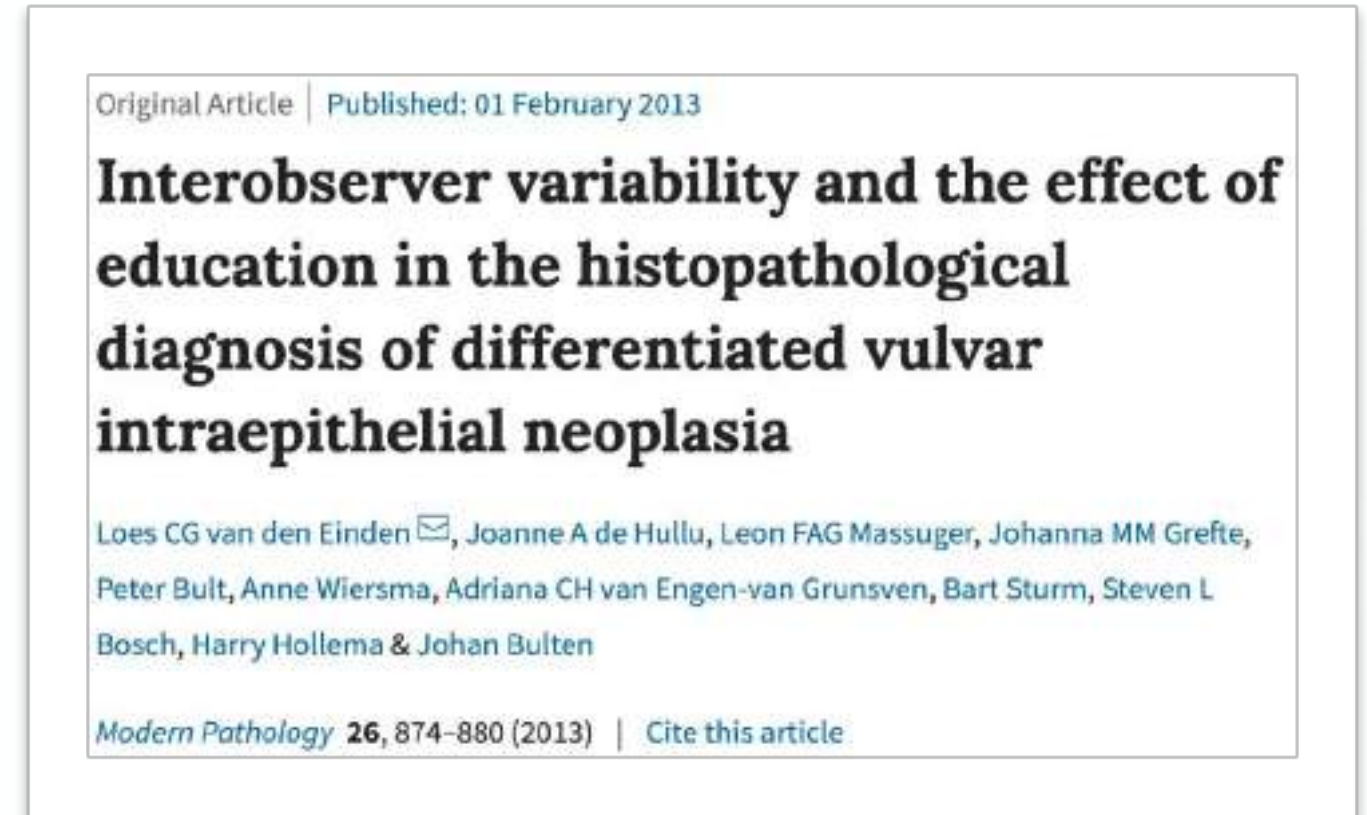 Original Article | Published: 01 February 2013
Interobserver variability and the effect of
education in the histopathological
diagnosis of differentiated vulvar
intraepithelial neoplasia
Loes CG van den Einden, Joanne A de Hullu, Leon FAG Massuger, Johanna MM Grefte,
Peter Bult, Anne Wiersma, Adriana CH van Engen-van Grunsven, Bart Sturm, Steven L
Bosch, Harry Hollema & Johan Bulten
Modern Pathology 26, 874–880 (2013) | Cite this article